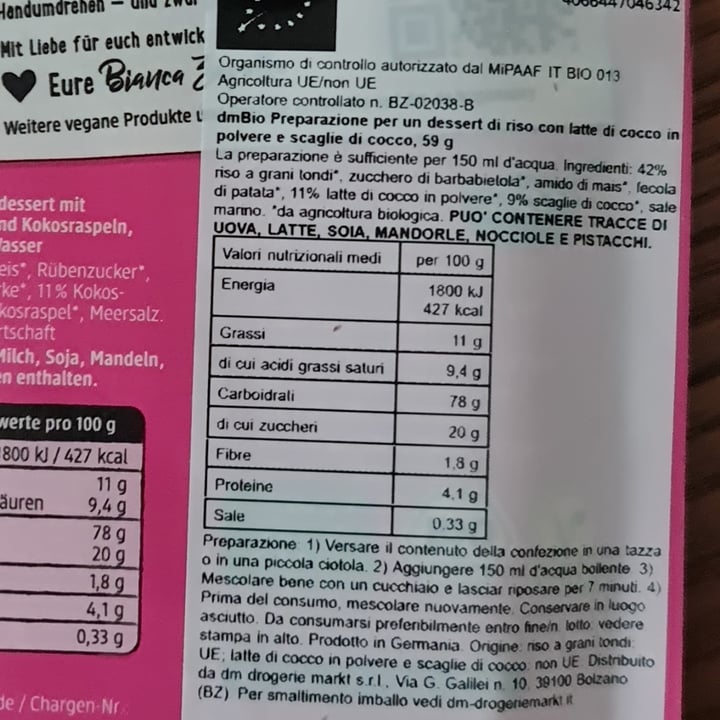 Handumdrehen – und zwar
Mit Liebe für euch entwick
Eure Bianca Z
Weitere vegane Produkte u
dessert mit
nd Kokosraspeln,
asser
eis*, Rübenzucker*,
ke*, 11% Kokos-
kosraspel*, Meersalz.
rtschaft
Milch, Soja, Mandeln,
en enthalten.
werte pro 100 g
800 kJ / 427 kcal
11 g
äuren 9,4 g
78 g
20 g
1,8 g
4,1 g
0,33 g
de / Chargen-Nr.
4066447046342
Organismo di controllo autorizzato dal MiPAAF IT BIO 013
Agricoltura UE/non UE
Operatore controllato n. BZ-02038-B
dmBio Preparazione per un dessert di riso con latte di cocco in
polvere e scaglie di cocco, 59 g
La preparazione è sufficiente per 150 ml d'acqua. Ingredienti: 42%
riso a grani tondi*, zucchero di barbabietola*, amido di mais*, fecola
di patata*, 11% latte di cocco in polvere*, 9% scaglie di cocco*, sale
marino. *da agricoltura biologica. PUO' CONTENERE TRACCE DI
UOVA, LATTE, SOIA, MANDORLE, NOCCIOLE E PISTACCHI.
Valori nutrizionali medi per 100 g
Energia 1800 kJ
427 kcal
Grassi 11 g
di cui acidi grassi saturi 9,4 g
Carboidrati 78 g
di cui zuccheri 20 g
Fibre 1,8 g
Proteine 4,1 g
Sale 0,33 g
Preparazione: 1) Versare il contenuto della confezione in una tazza
o in una piccola ciotola. 2) Aggiungere 150 ml d'acqua bollente. 3)
Mescolare bene con un cucchiaio e lasciar riposare per 7 minuti. 4)
Prima del consumo, mescolare nuovamente. Conservare in luogo
asciutto. Da consumarsi preferibilmente entro fine/n. lotto: vedere
stampa in alto. Prodotto in Germania. Origine: riso a grani tondi:
UE; latte di cocco in polvere e scaglie di cocco: non UE. Distribuito
da dm drogerie markt s.r.l., Via G. Galilei n. 10, 39100 Bolzano
(BZ) Per smaltimento imballo vedi dm-drogeriemarkt.it